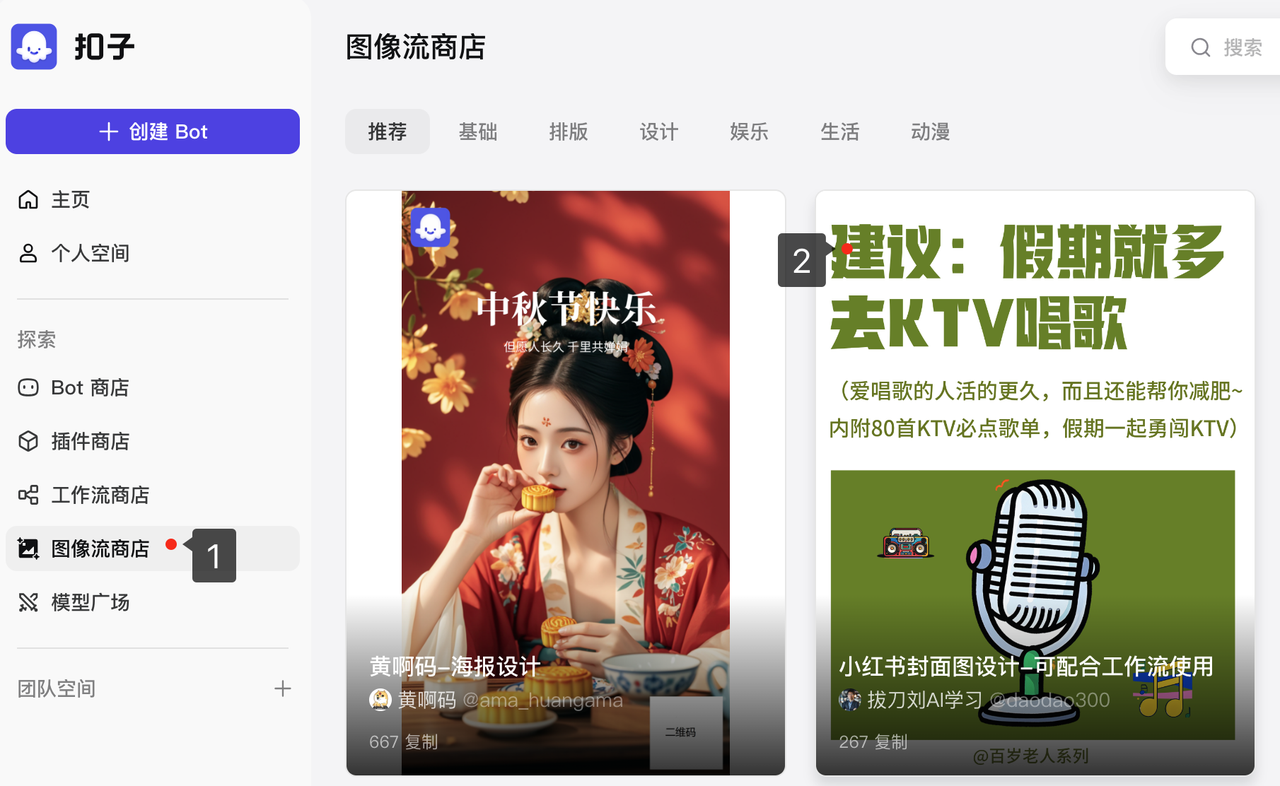 扣子
创建 Bot
主页
个人空间
探索
Bot 商店
插件商店
工作流商店
图像流商店
1
模型广场
团队空间
图像流商店
搜索
推荐
基础
排版
设计
娱乐
生活
动漫
中秋节快乐
但愿人长久 千里共婵娟
二维码
黄啊码-海报设计
黄啊码 @ama_huangama
667 复制
2
建议：假期就多
去KTV唱歌
（爱唱歌的人活的更久，而且还能帮你减肥~
内附80首KTV必点歌单，假期一起勇闯KTV）
小红书封面图设计-可配合工作流使用
拔刀刘AI学习 @daodao300
267 复制
@百岁老人系列